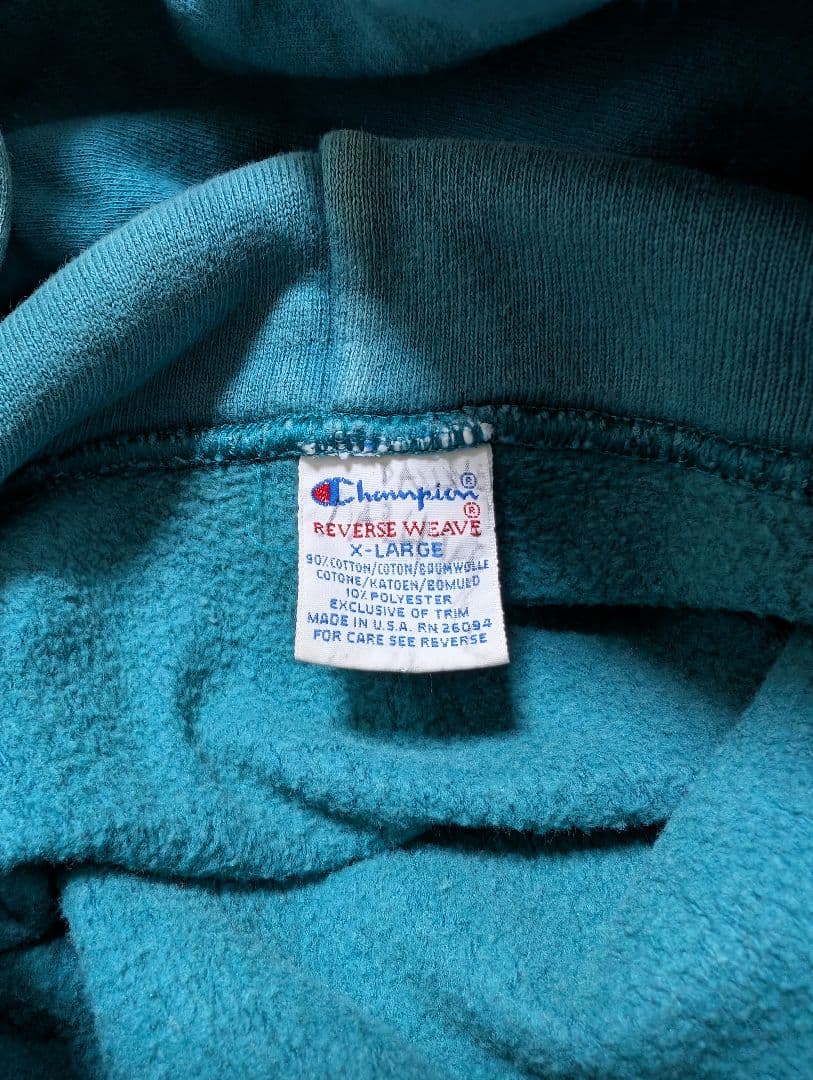 Champion®
REVERSE WEAVE®
X-LARGE
90% COTTON/COTON/BAUMWOLLE
COTONE/KATOEN/BOMULD
10% POLYESTER
EXCLUSIVE OF TRIM
MADE IN U.S.A. RN 26094
FOR CARE SEE REVERSE